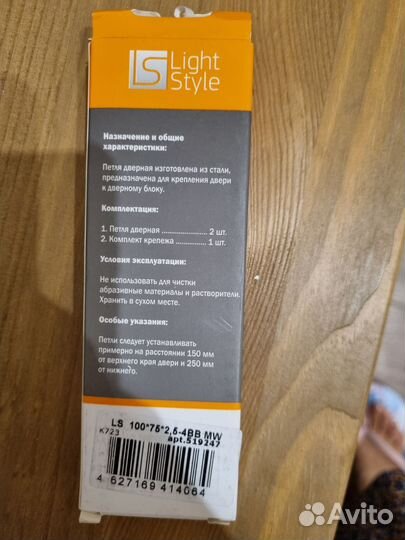 LS Light
Style
Назначение и общие
характеристики:
Петля дверная изготовлена из стали,
предназначена для крепления двери
к дверному блоку.
Комплектация:
1. Петля дверная ..................... 2 шт.
2. Комплект крепежа ............... 1 шт.
Условия эксплуатации:
Не использовать для чистки
абразивные материалы и растворители.
Хранить в сухом месте.
Особые указания:
Петли следует устанавливать
примерно на расстоянии 150 мм
от верхнего края двери и 250 мм
от нижнего.
LS 100*75*2,5-4BB MW
К723 арт.519247
4 627169 414064
Avito